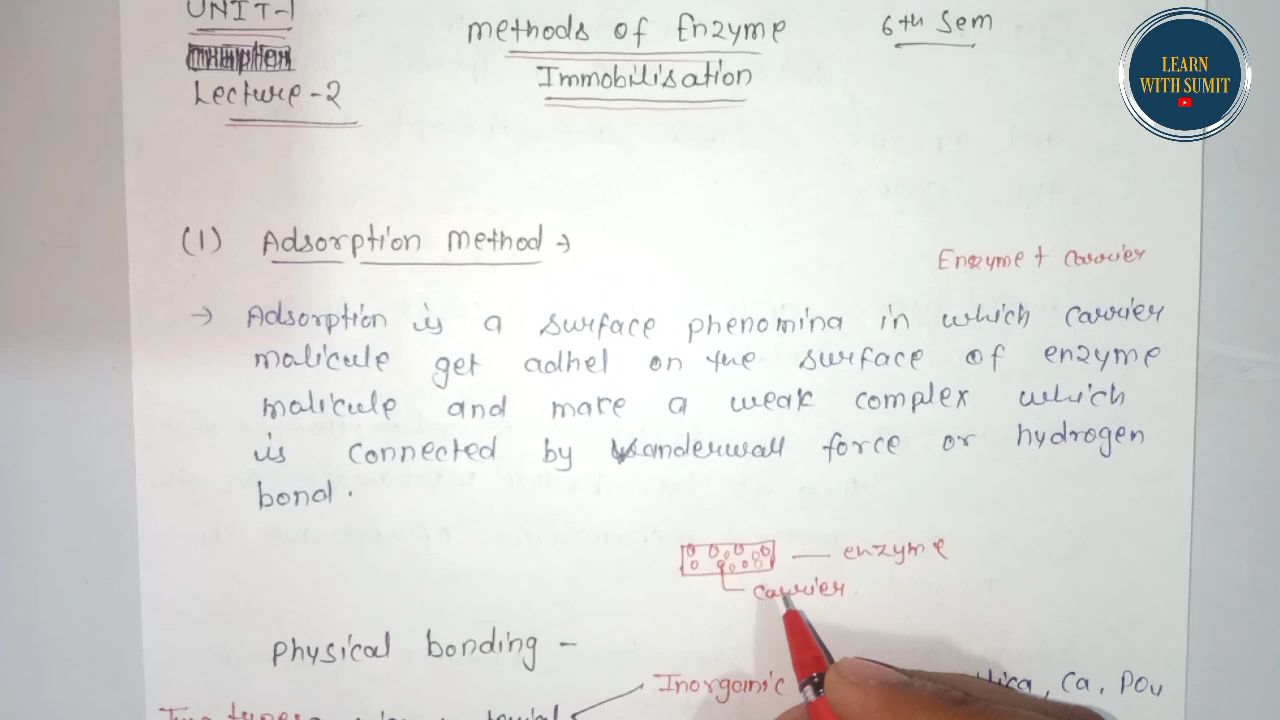 UNIT-1
methods of Enzyme
6th Sem
Immobilisation
Lecture-2
LEARN
WITH SUMIT
(1) Adsorption method →
Enzyme + carrier
→ Adsorption is a surface phenomina in which carrier
malicule get adhel on the surface of enzyme
malicule and make a weak complex which
is connected by Vanderwall force or hydrogen
bond.
enzyme
carrier
Physical bonding -
Inorganic
, Ca, PO4
Two types